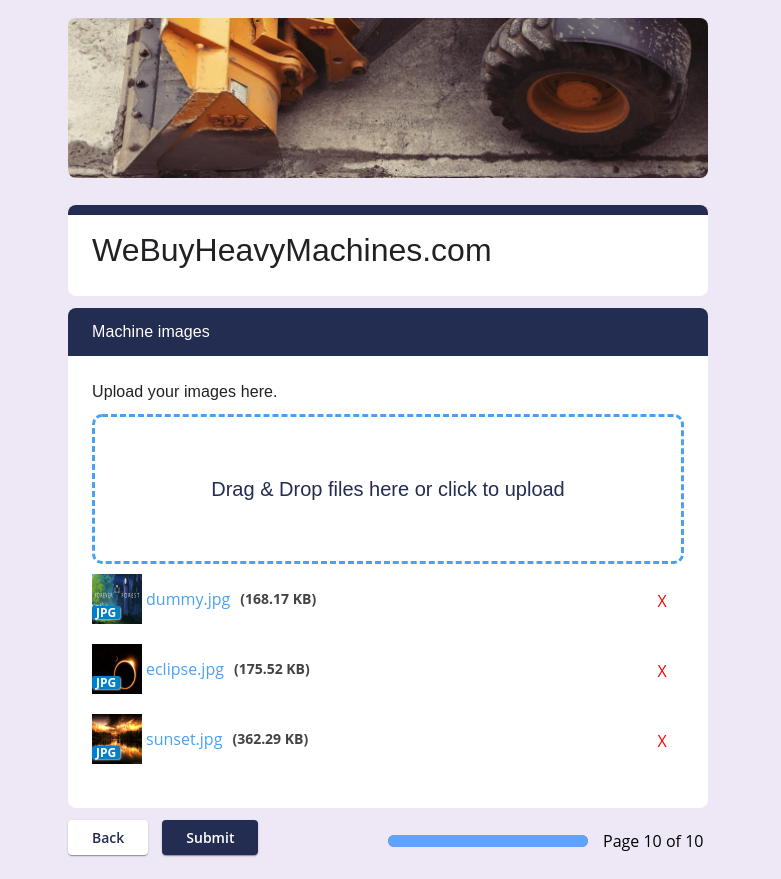 WeBuyHeavyMachines.com
Machine images
Upload your images here.
Drag & Drop files here or click to upload
FOREVER FOREST
JPG
dummy.jpg (168.17 KB) X
JPG
eclipse.jpg (175.52 KB) X
JPG
sunset.jpg (362.29 KB) X
Back Submit Page 10 of 10